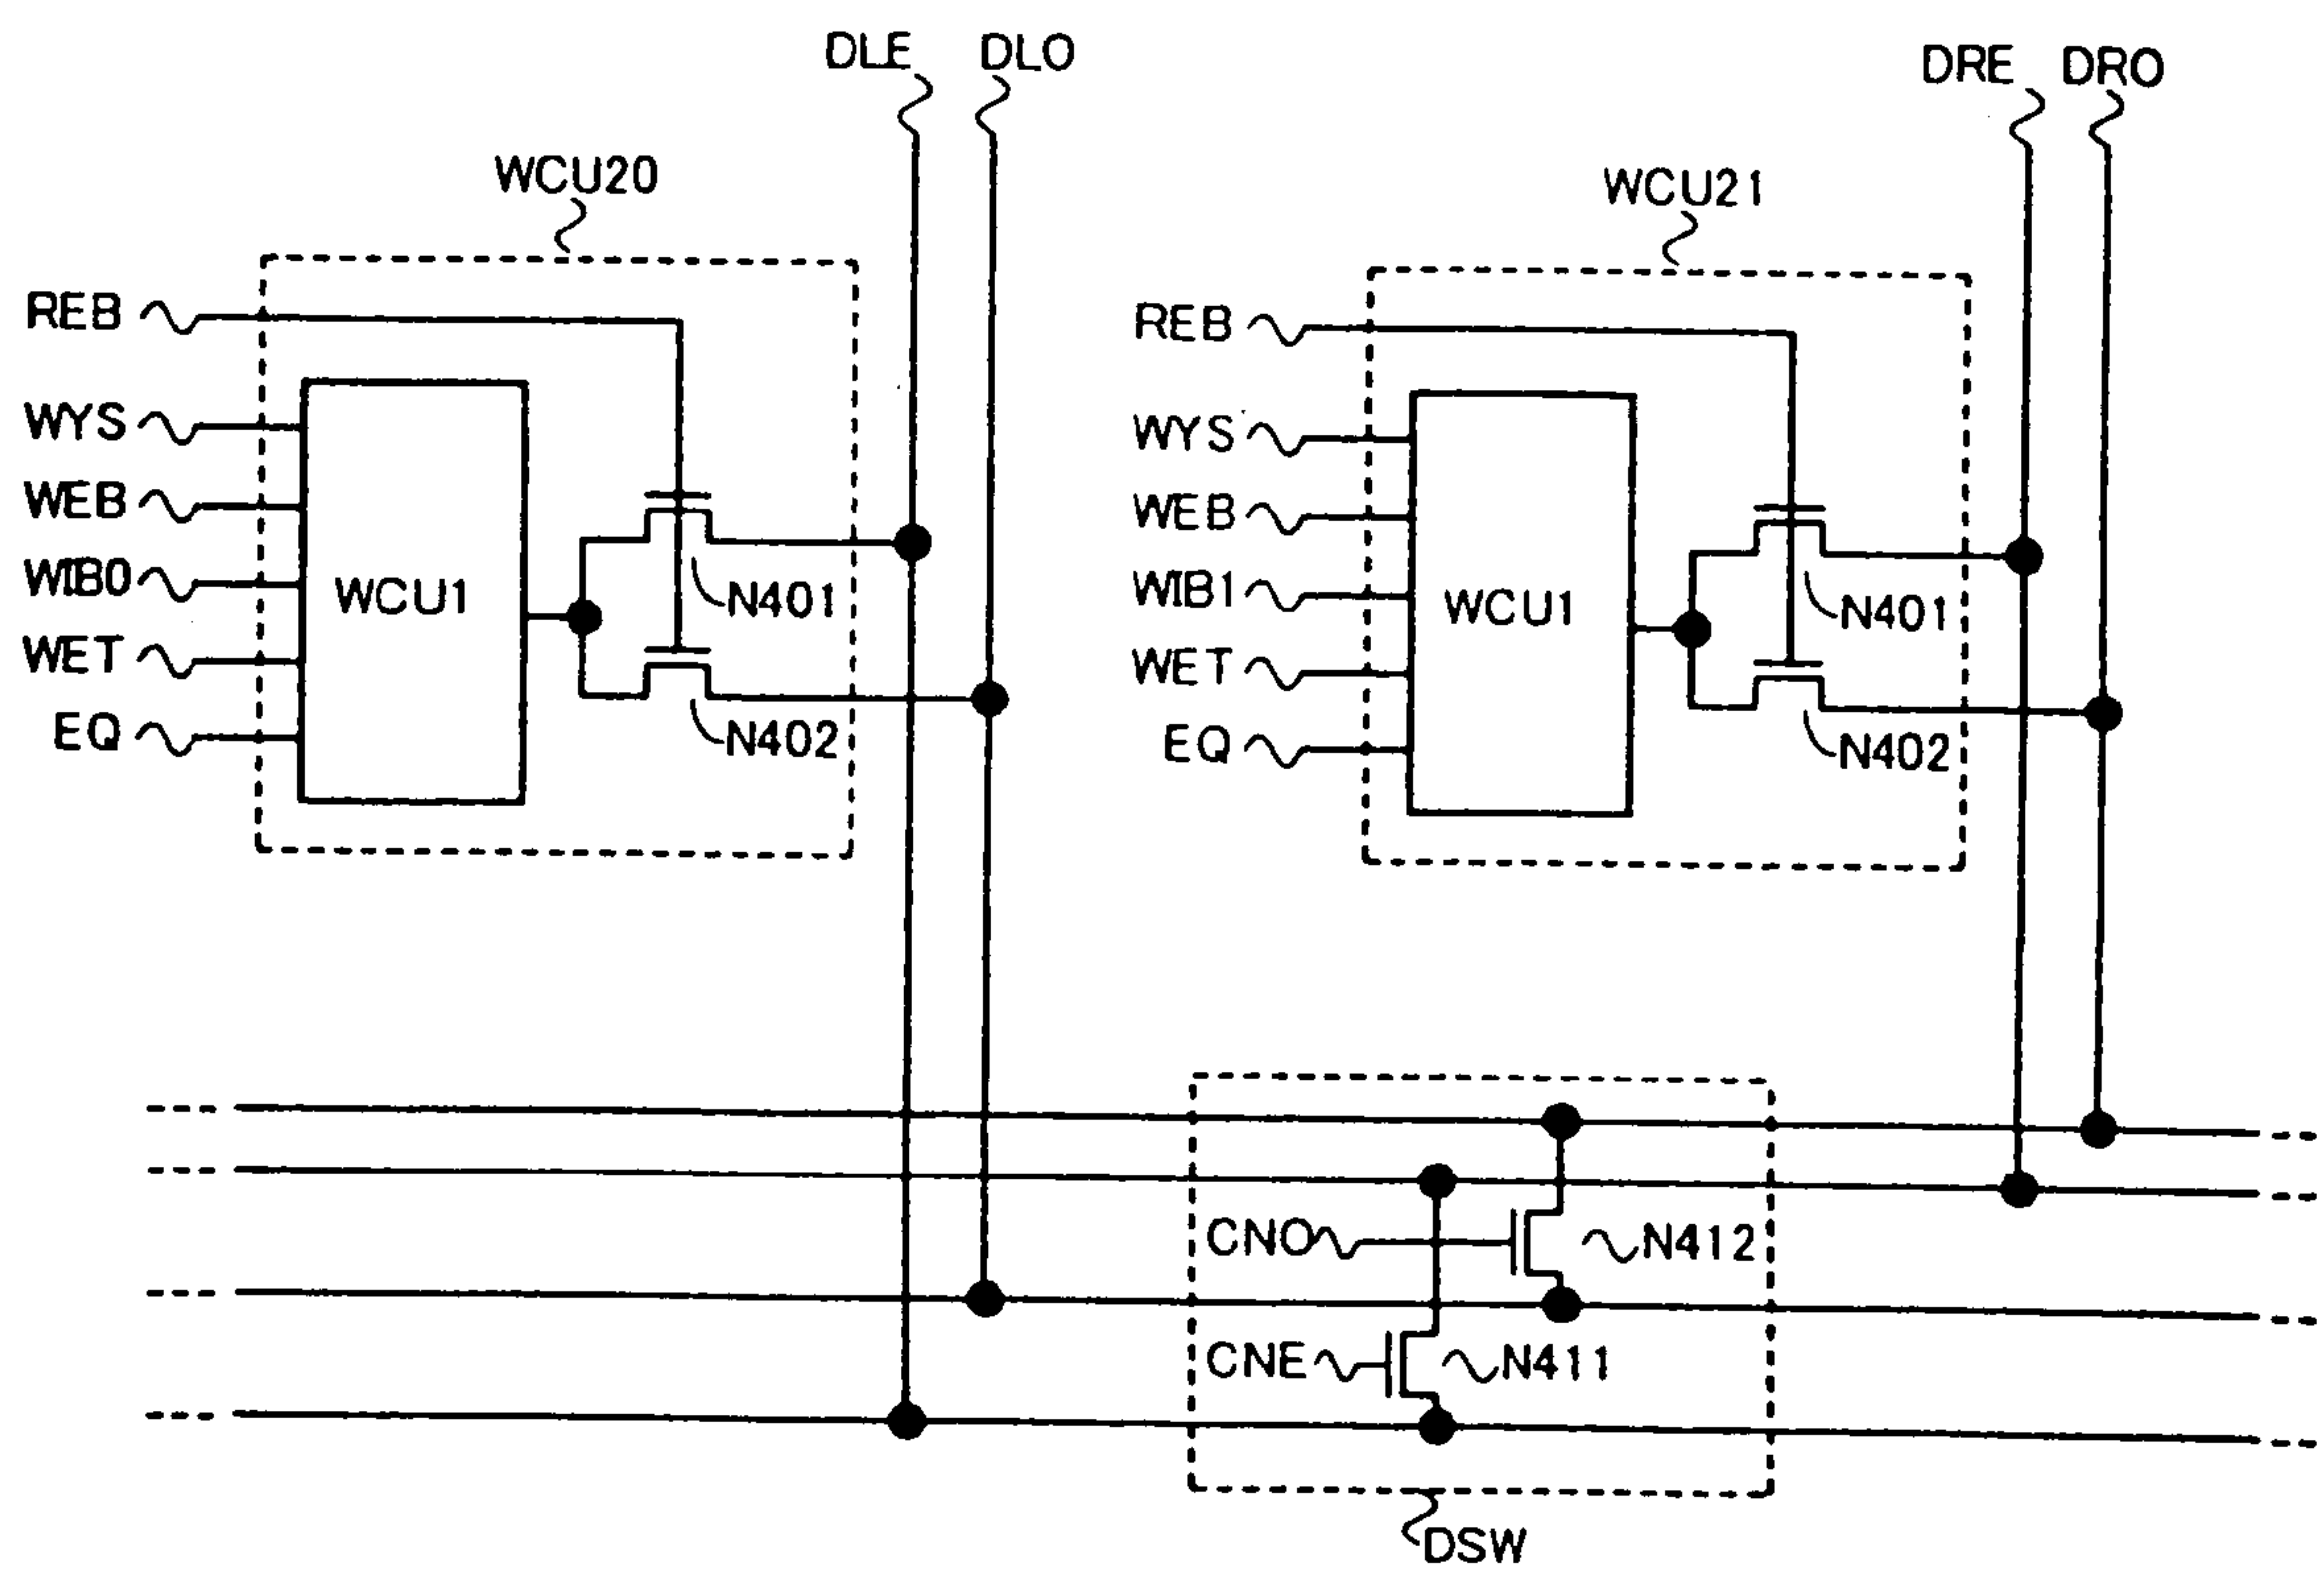 DLE DLO
DRE DRO
WCU20
WCU21
REB
WYS
WEB
WIB0
WET
EQ
WCU1
N401
N402
REB
WYS
WEB
WIB1
WET
EQ
WCU1
N401
N402
CNO
N412
CNE
N411
DSW